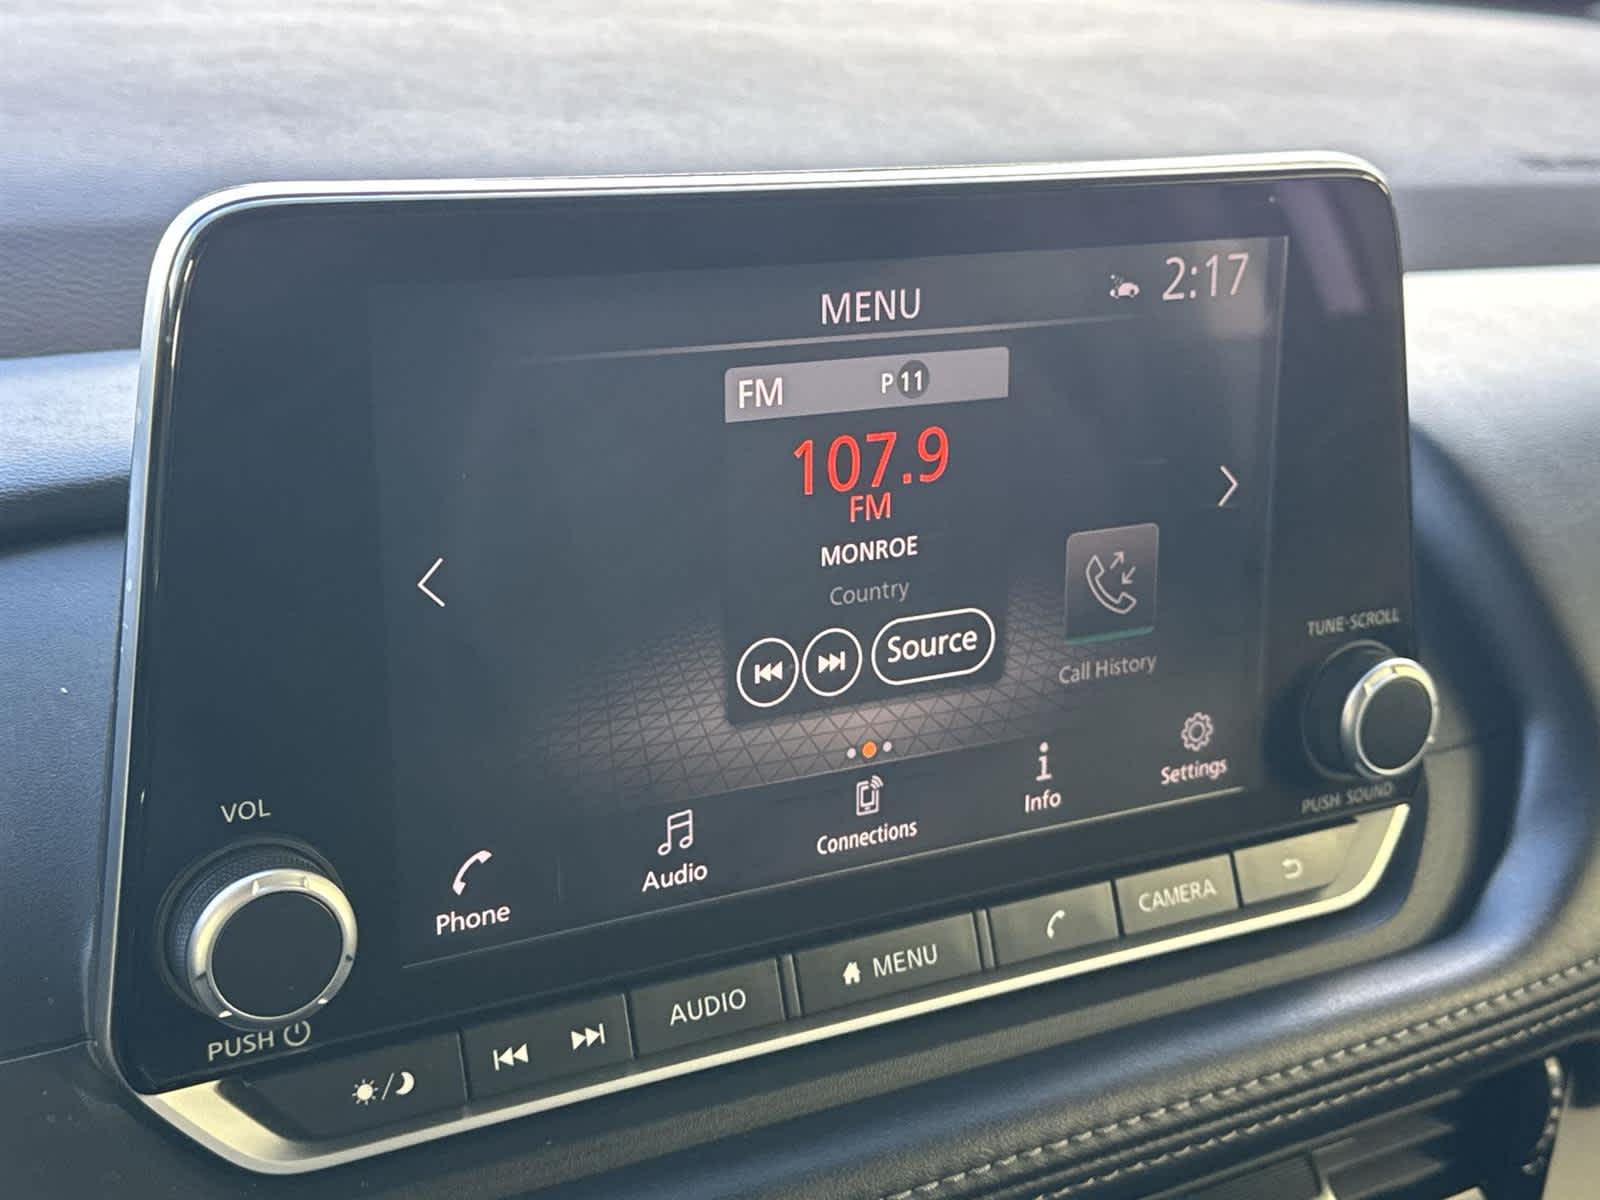 MENU
2:17
FM P 11
107.9
FM
MONROE
Country
Source
Call History
Phone
Audio
Connections
Info
Settings
VOL
PUSH
TUNE·SCROLL
PUSH SOUND
AUDIO
MENU
CAMERA